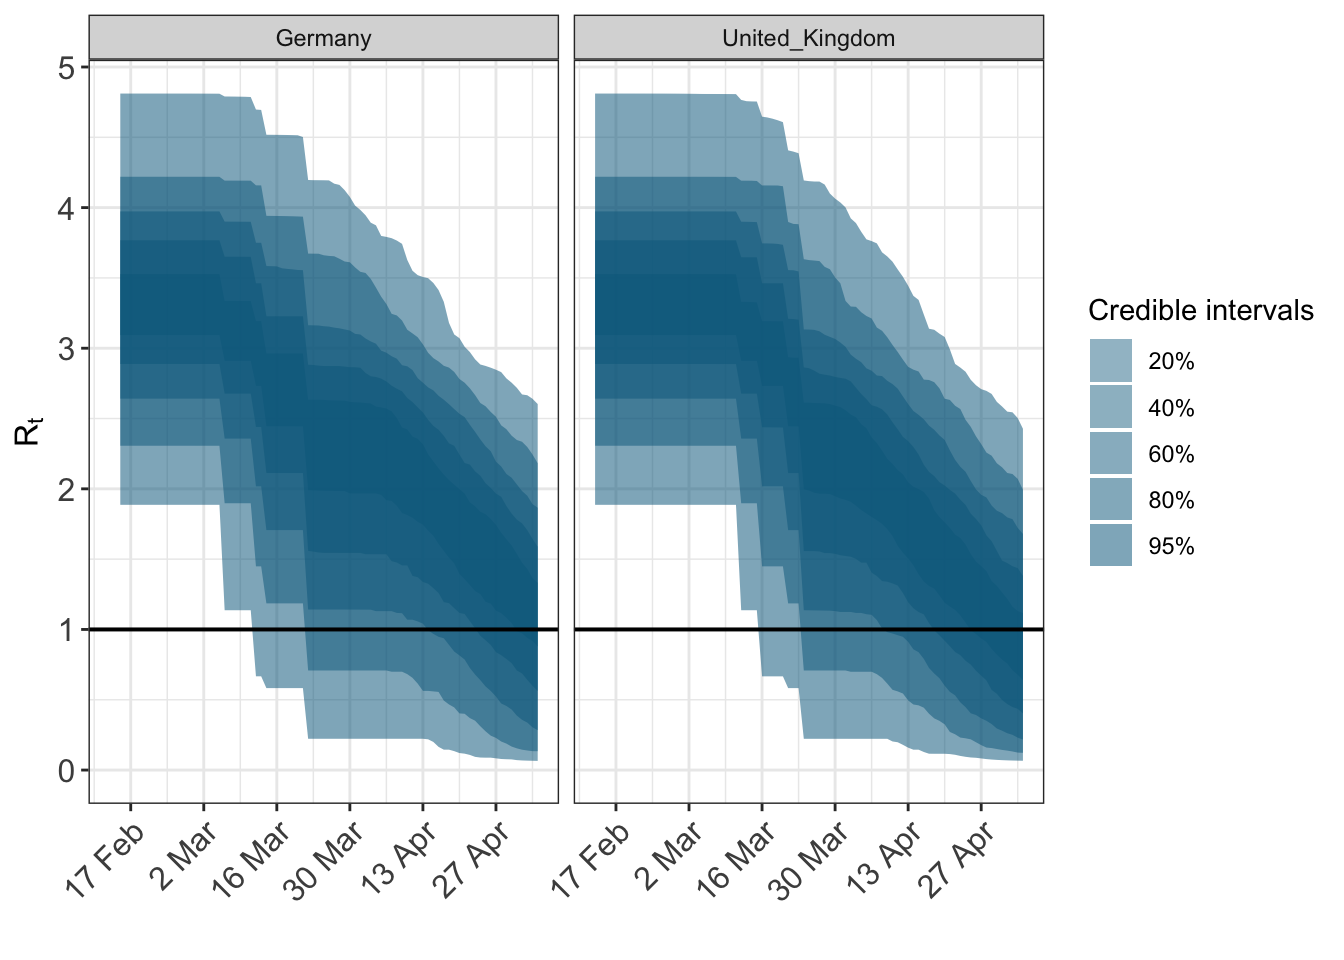 Germany
United_Kingdom
5
4
3
2
1
0
Rt
17 Feb
2 Mar
16 Mar
30 Mar
13 Apr
27 Apr
17 Feb
2 Mar
16 Mar
30 Mar
13 Apr
27 Apr
Credible intervals
20%
40%
60%
80%
95%